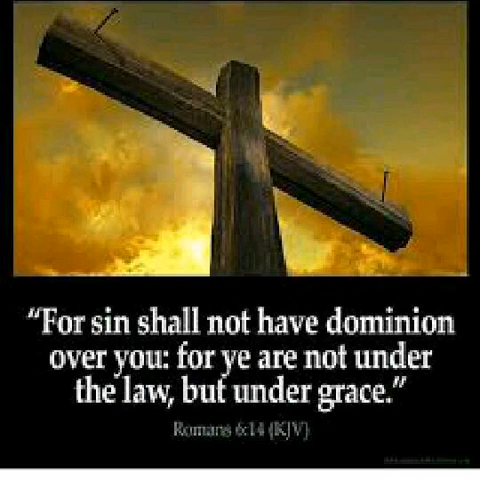 "For sin shall not have dominion
over you: for ye are not under
the law, but under grace."
Romans 6:14 (KJV)